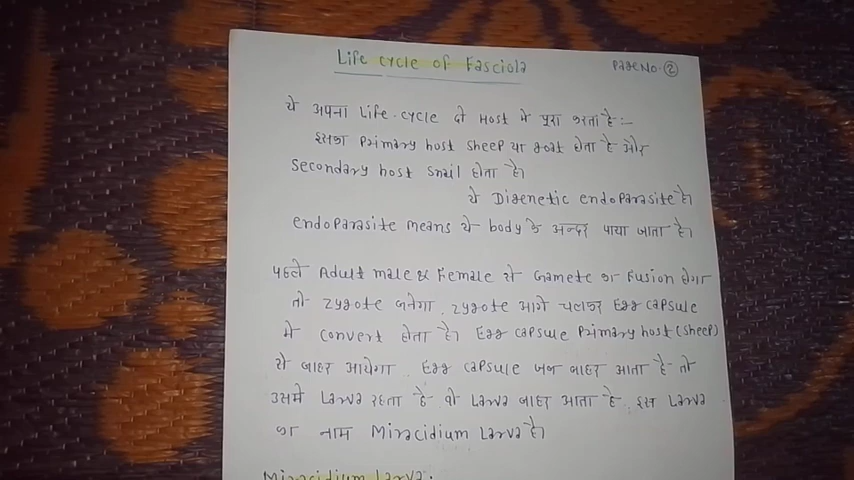 Life cycle of Fasciola
Page No. ②
ये अपना Life-cycle दो Host मे पुरा करता है :-
इसका Primary host sheep या goat होता है और
secondary host snail होता है।
ये Digenetic endoparasite है।
endoparasite means ये body के अन्दर पाया जाता है।
पहले Adult male & Female से Gamete का Fusion होगा
तो zygote बनेगा. zygote आगे चलकर Egg capsule
मे convert होता है। Egg capsule Primary host (sheep)
से बाहर आयेगा. Egg capsule जब बाहर आता है तो
उसमे Larva रहता है वो Larva बाहर आता है. इस Larva
का नाम Miracidium Larva है।
Miracidium Larva: